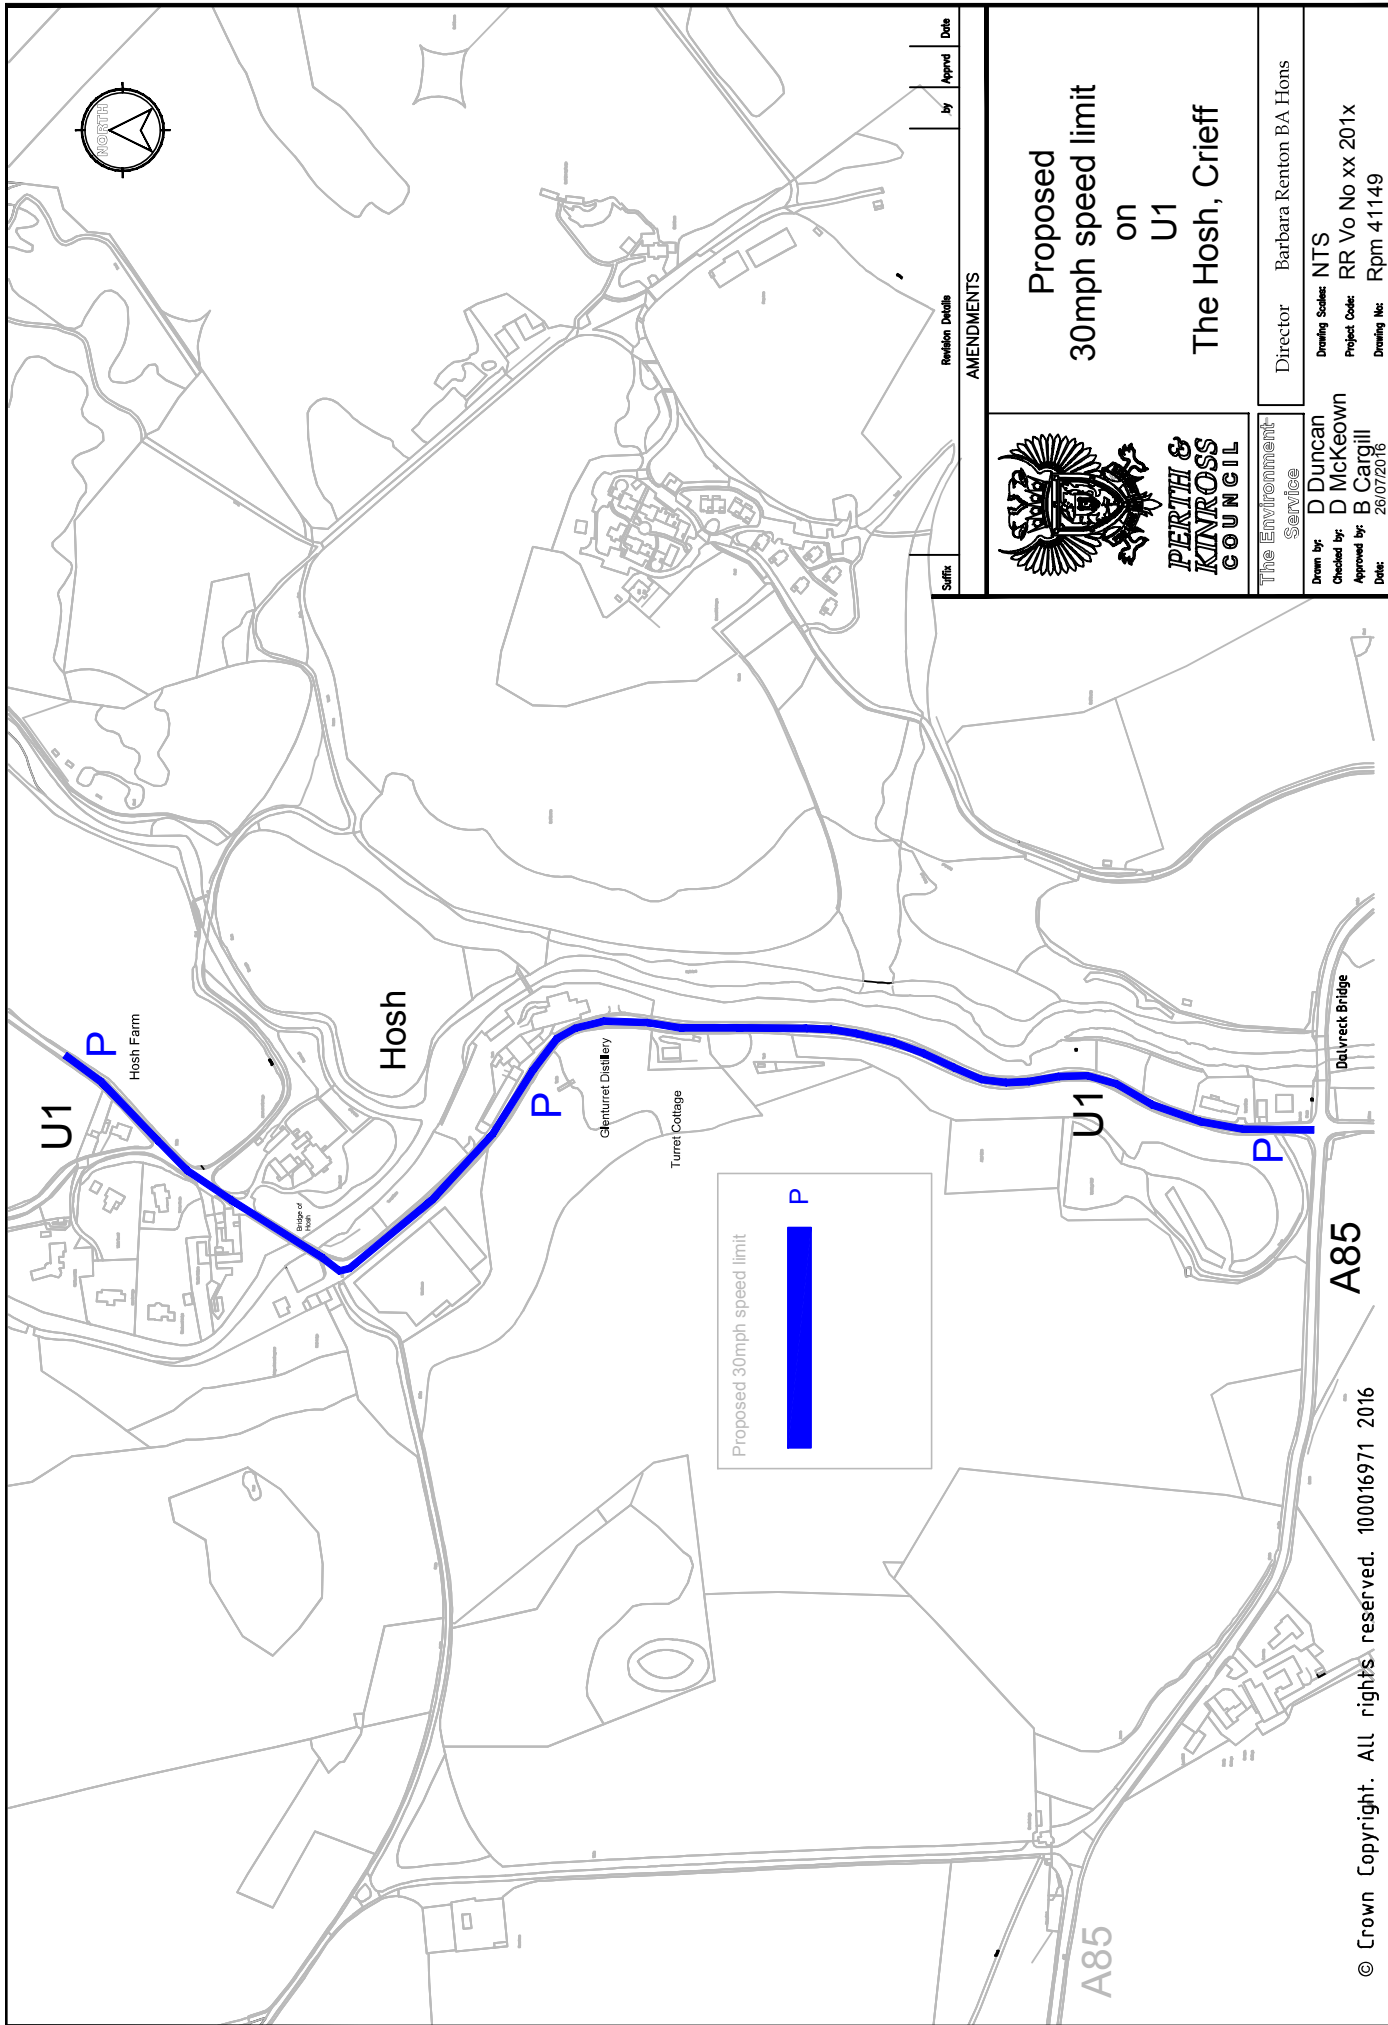 NORTH
U1
P
Hosh Farm
Hosh
Bridge of
Hosh
P
Glenturret Distillery
Turret Cottage
U1
P
Dalvreck Bridge
A85
A85
Proposed 30mph speed limit
P
© Crown Copyright. All rights reserved. 100016971 2016
Suffix
Revision Details
by
Apprvd
Date
AMENDMENTS
PERTH &
KINROSS
COUNCIL
Proposed
30mph speed limit
on
U1
The Hosh, Crieff
The Environment
Service
Director Barbara Renton BA Hons
Drawn by: D Duncan
Checked by: D McKeown
Approved by: B Cargill
Date: 26/07/2016
Drawing Scales: NTS
Project Code: RR Vo No xx 201x
Drawing No: Rpm 41149